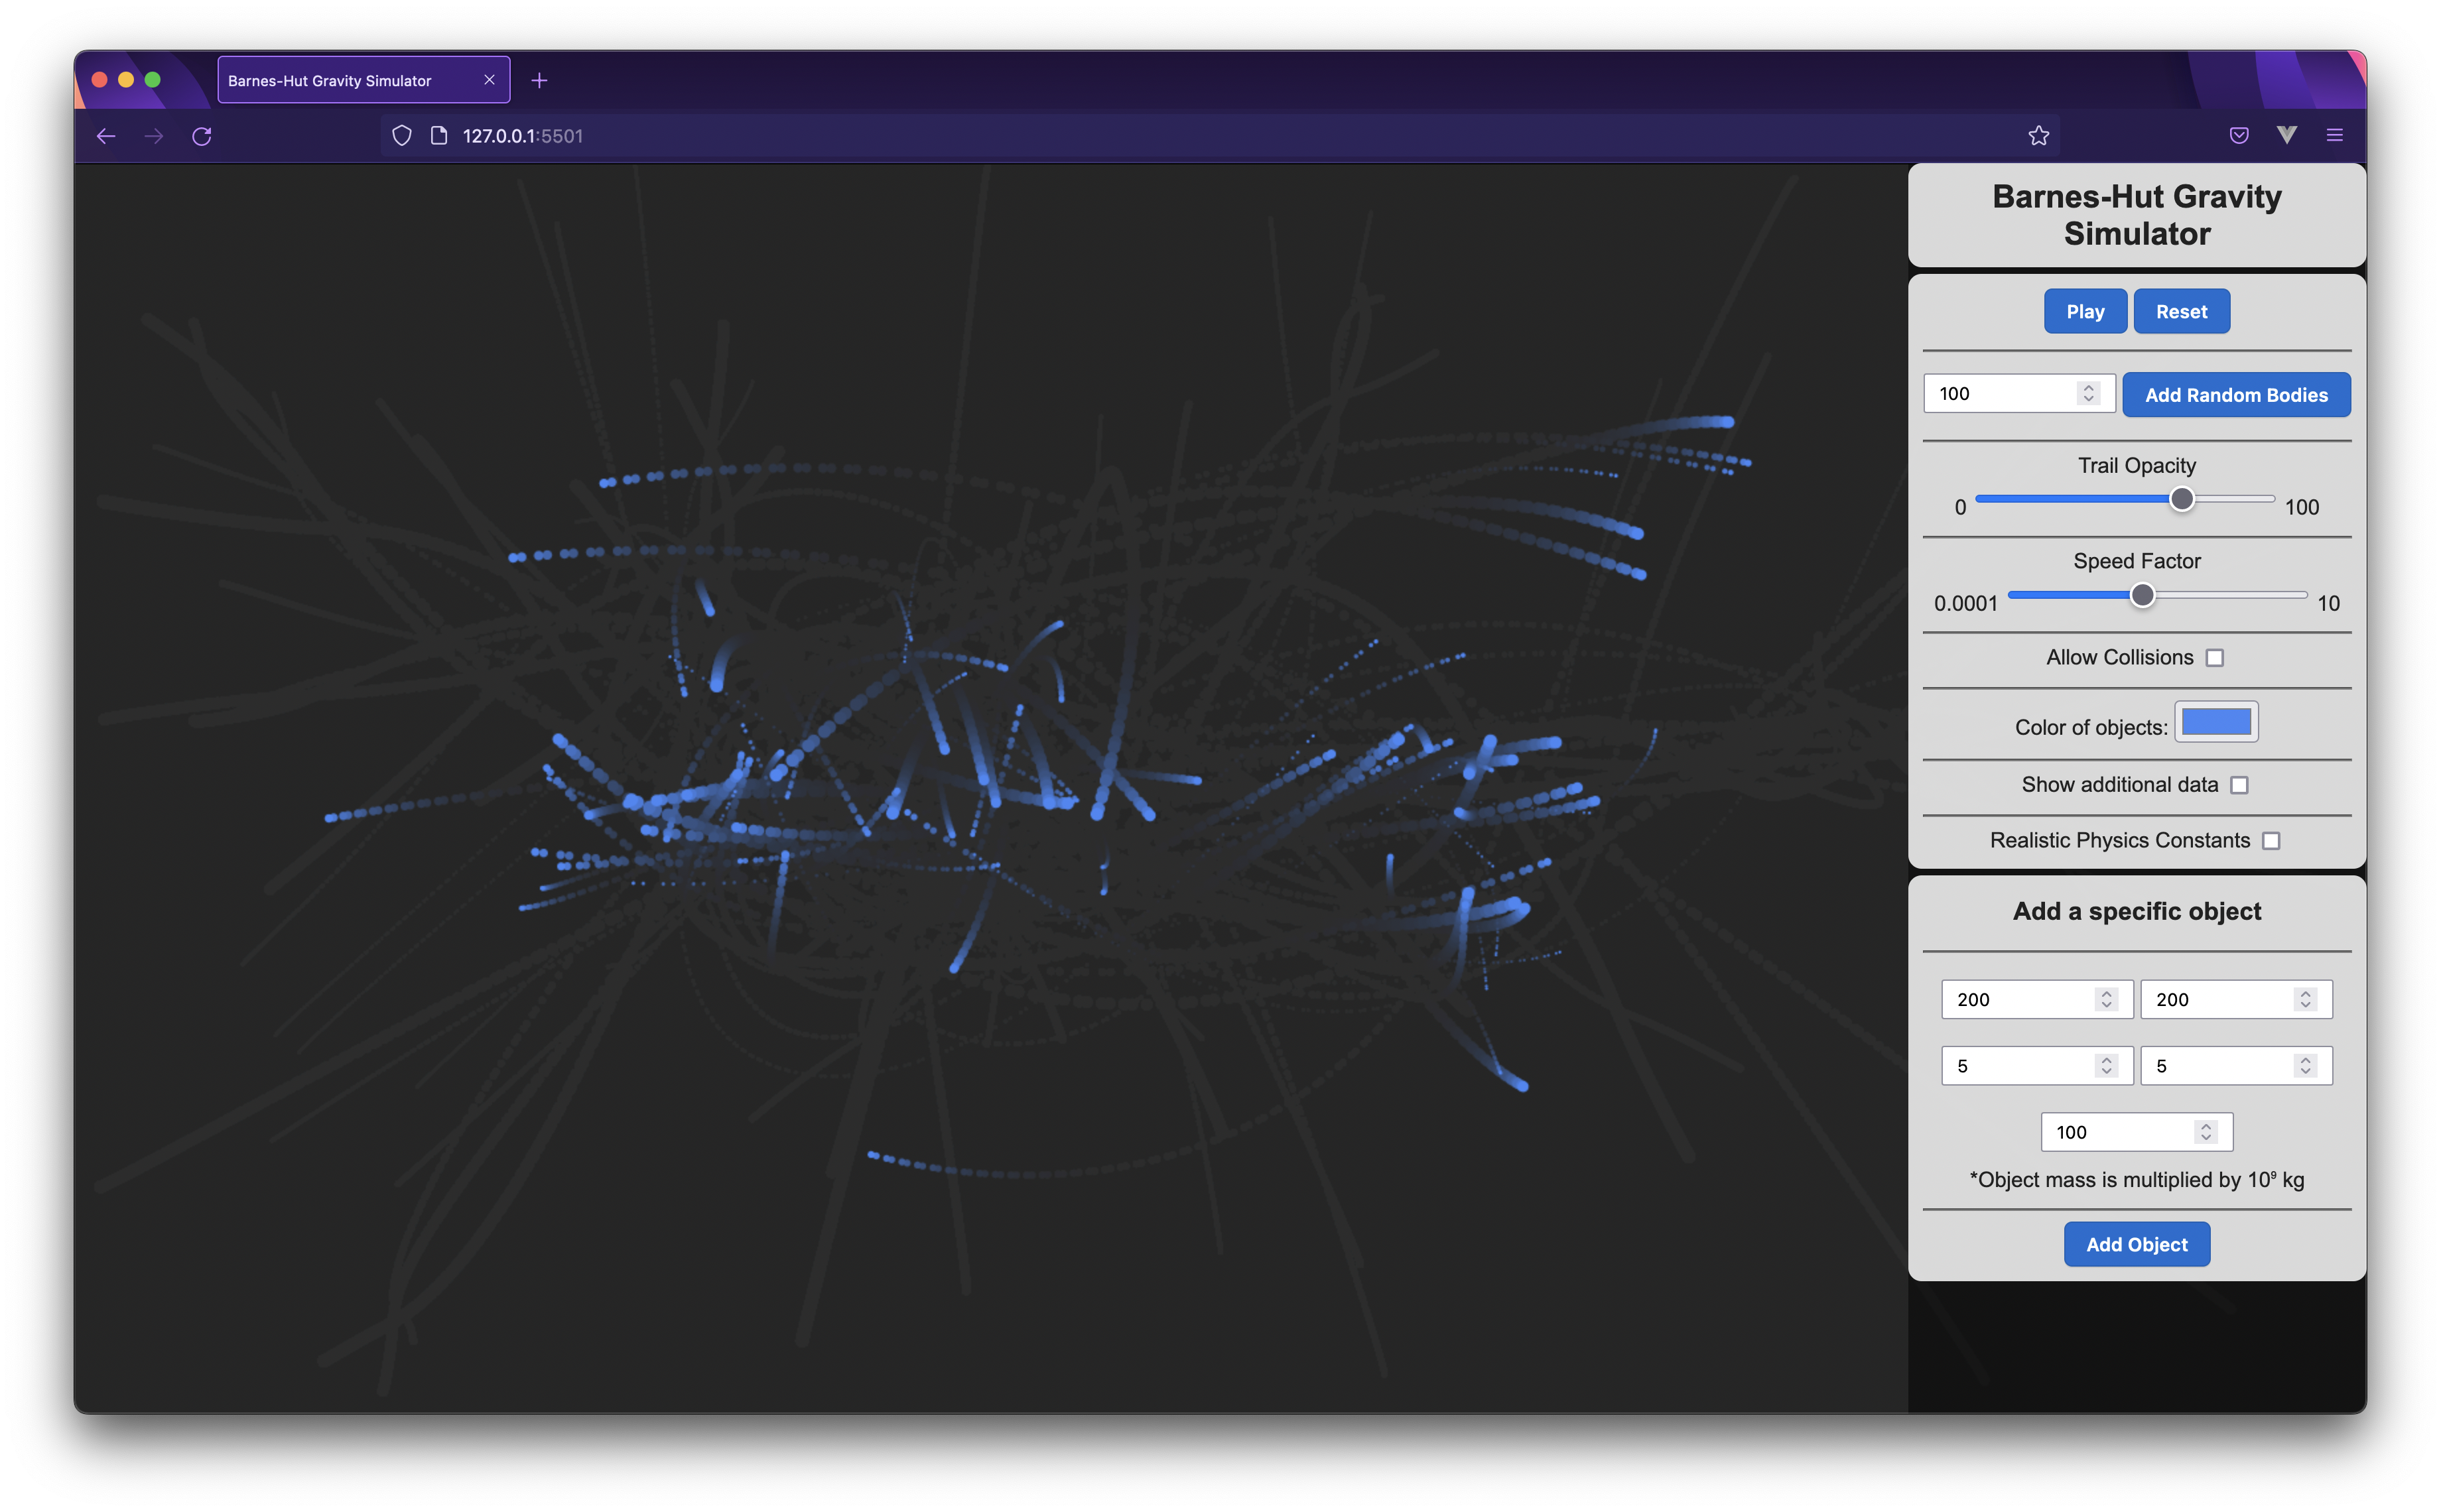 Barnes-Hut Gravity Simulator
127.0.0.1:5501
Barnes-Hut Gravity
Simulator
Play Reset
100 Add Random Bodies
Trail Opacity
0 100
Speed Factor
0.0001 10
Allow Collisions
Color of objects:
Show additional data
Realistic Physics Constants
Add a specific object
200 200
5 5
100
*Object mass is multiplied by 10⁹ kg
Add Object